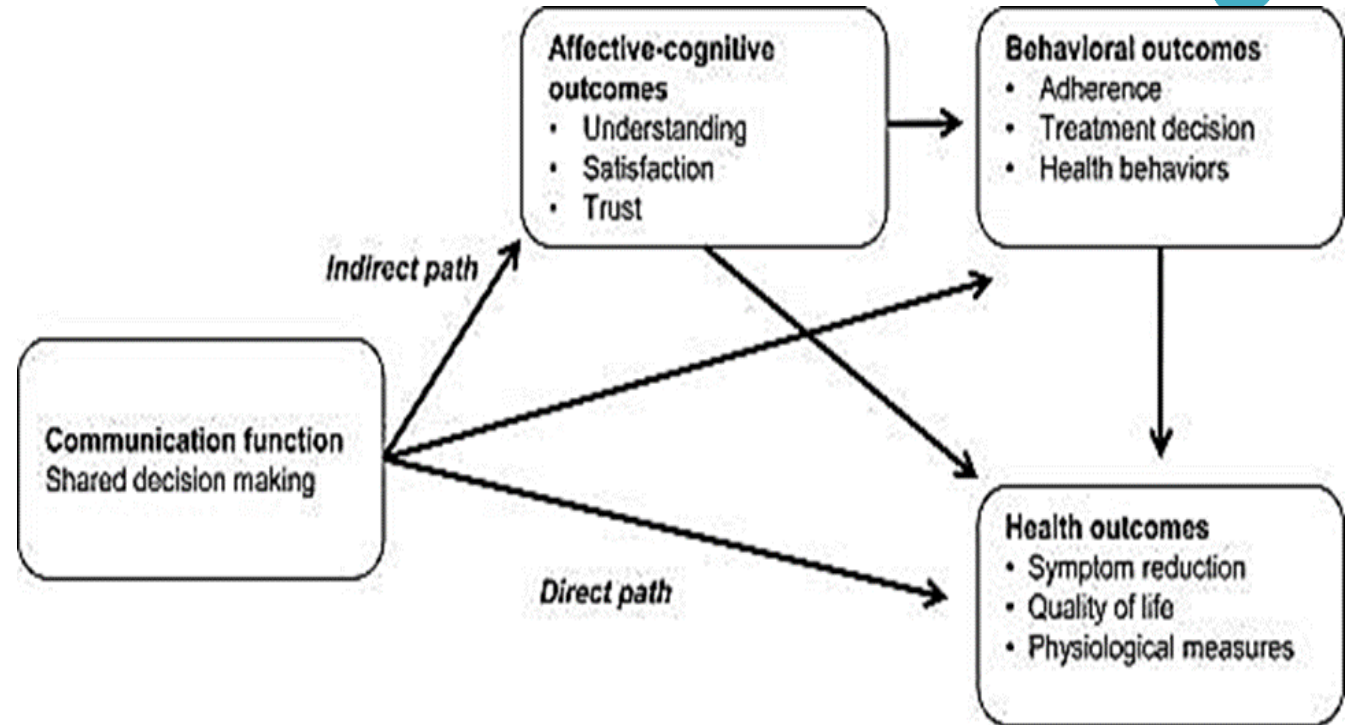 Affective-cognitive
outcomes
• Understanding
• Satisfaction
• Trust
Behavioral outcomes
• Adherence
• Treatment decision
• Health behaviors
Indirect path
Communication function
Shared decision making
Direct path
Health outcomes
• Symptom reduction
• Quality of life
• Physiological measures